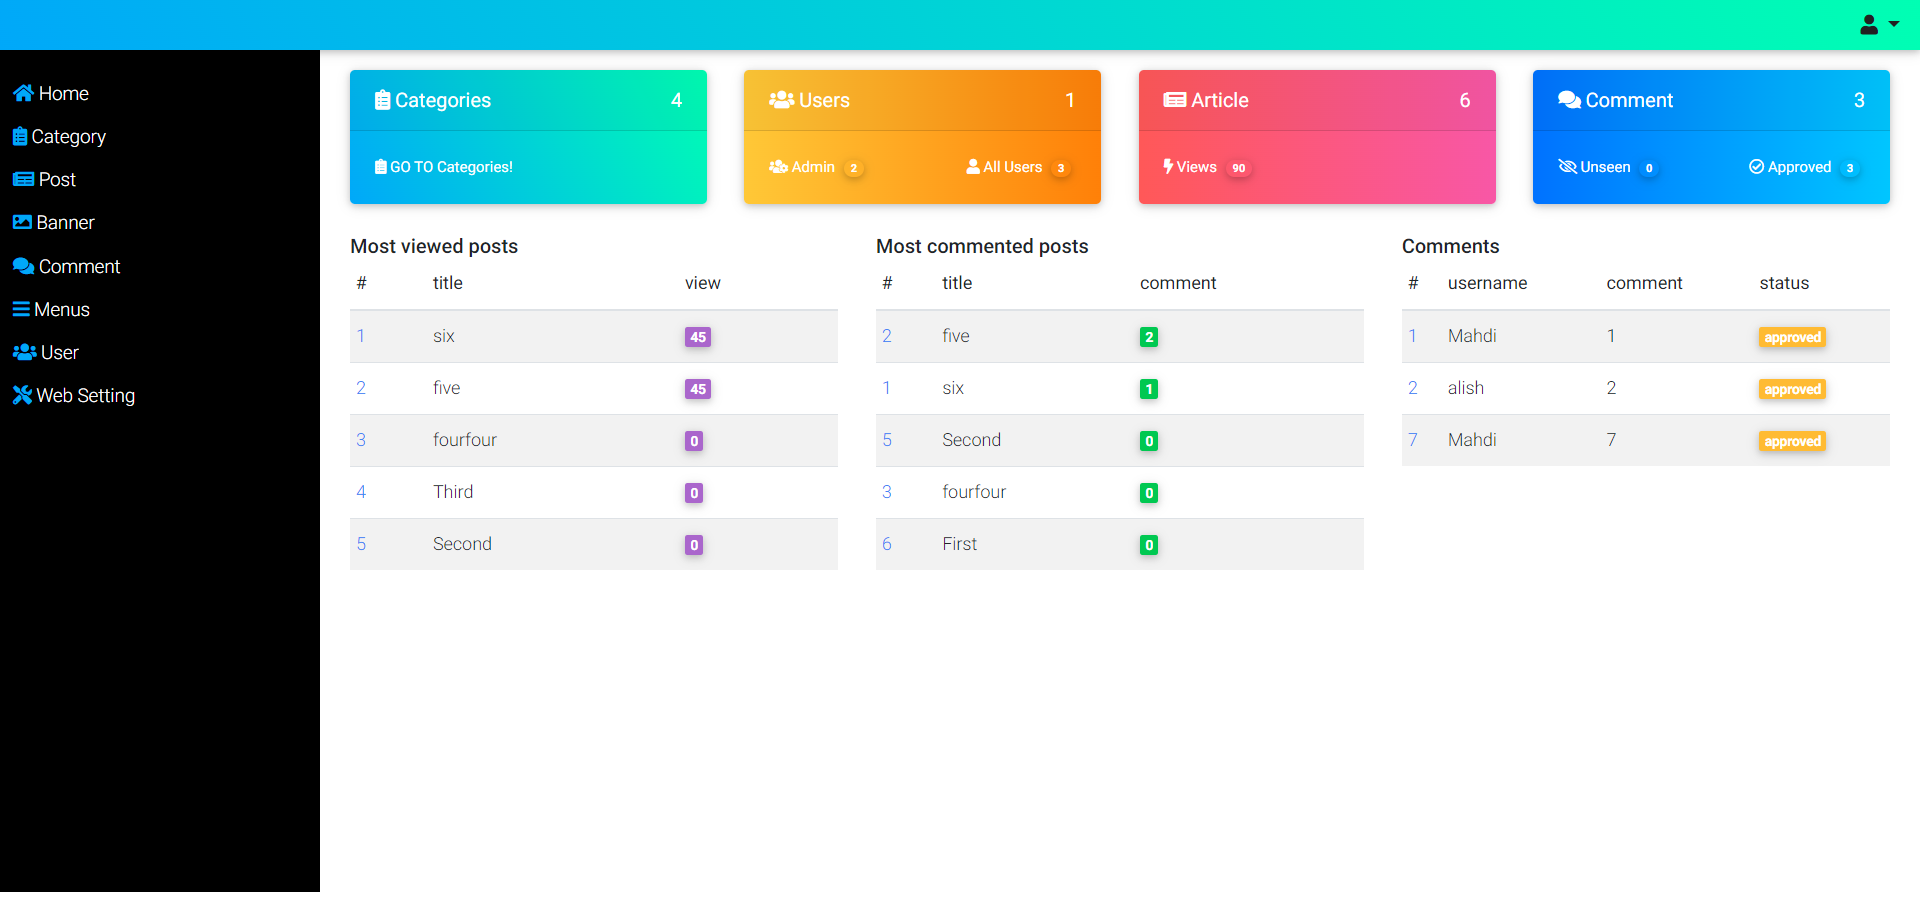 Home
Category
Post
Banner
Comment
Menus
User
Web Setting
Categories 4
GO TO Categories!
Users 1
Admin 2 All Users 3
Article 6
Views 90
Comment 3
Unseen 0 Approved 3
Most viewed posts
# title view
1 six 45
2 five 45
3 fourfour 0
4 Third 0
5 Second 0
Most commented posts
# title comment
2 five 2
1 six 1
5 Second 0
3 fourfour 0
6 First 0
Comments
# username comment status
1 Mahdi 1 approved
2 alish 2 approved
7 Mahdi 7 approved